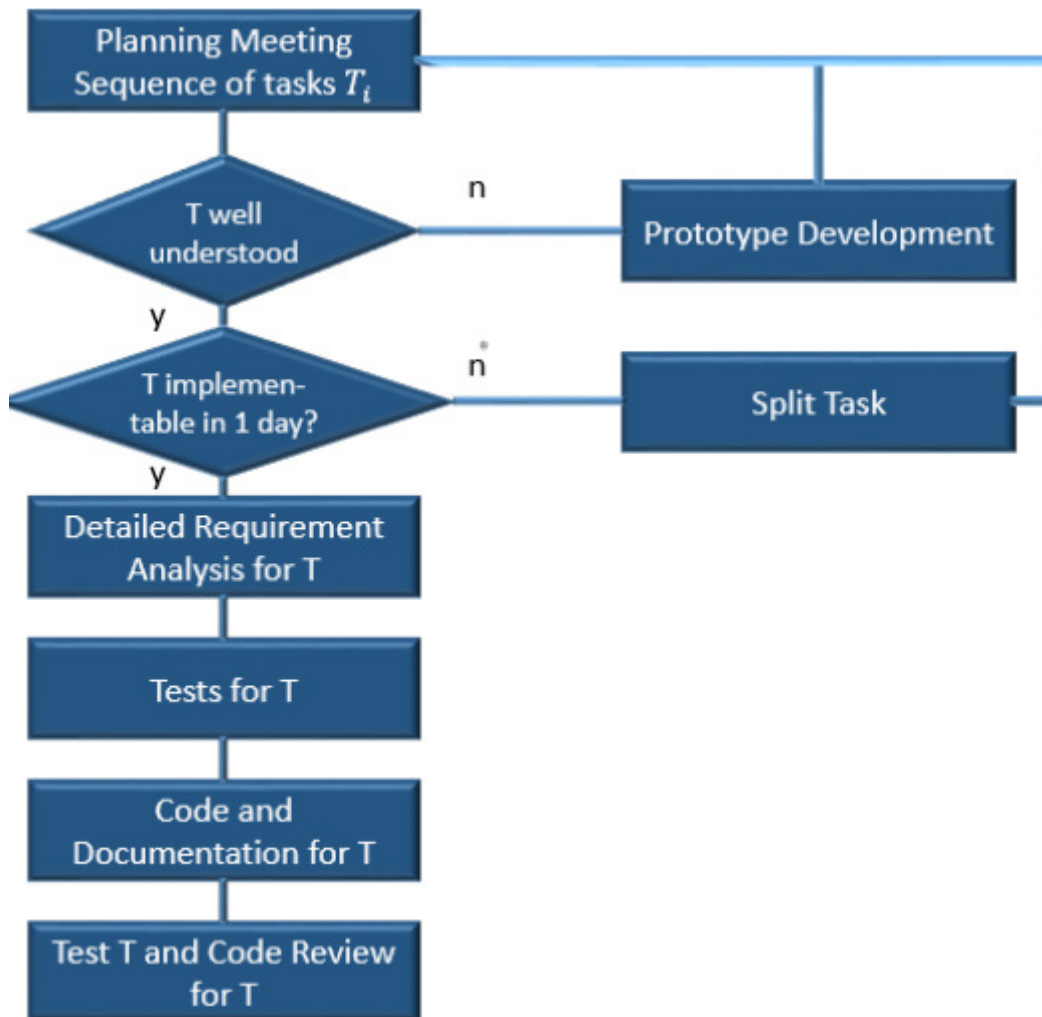 Planning Meeting
Sequence of tasks Tᵢ
T well
understood
n
Prototype Development
y
T implemen-
table in 1 day?
n
Split Task
y
Detailed Requirement
Analysis for T
Tests for T
Code and
Documentation for T
Test T and Code Review
for T